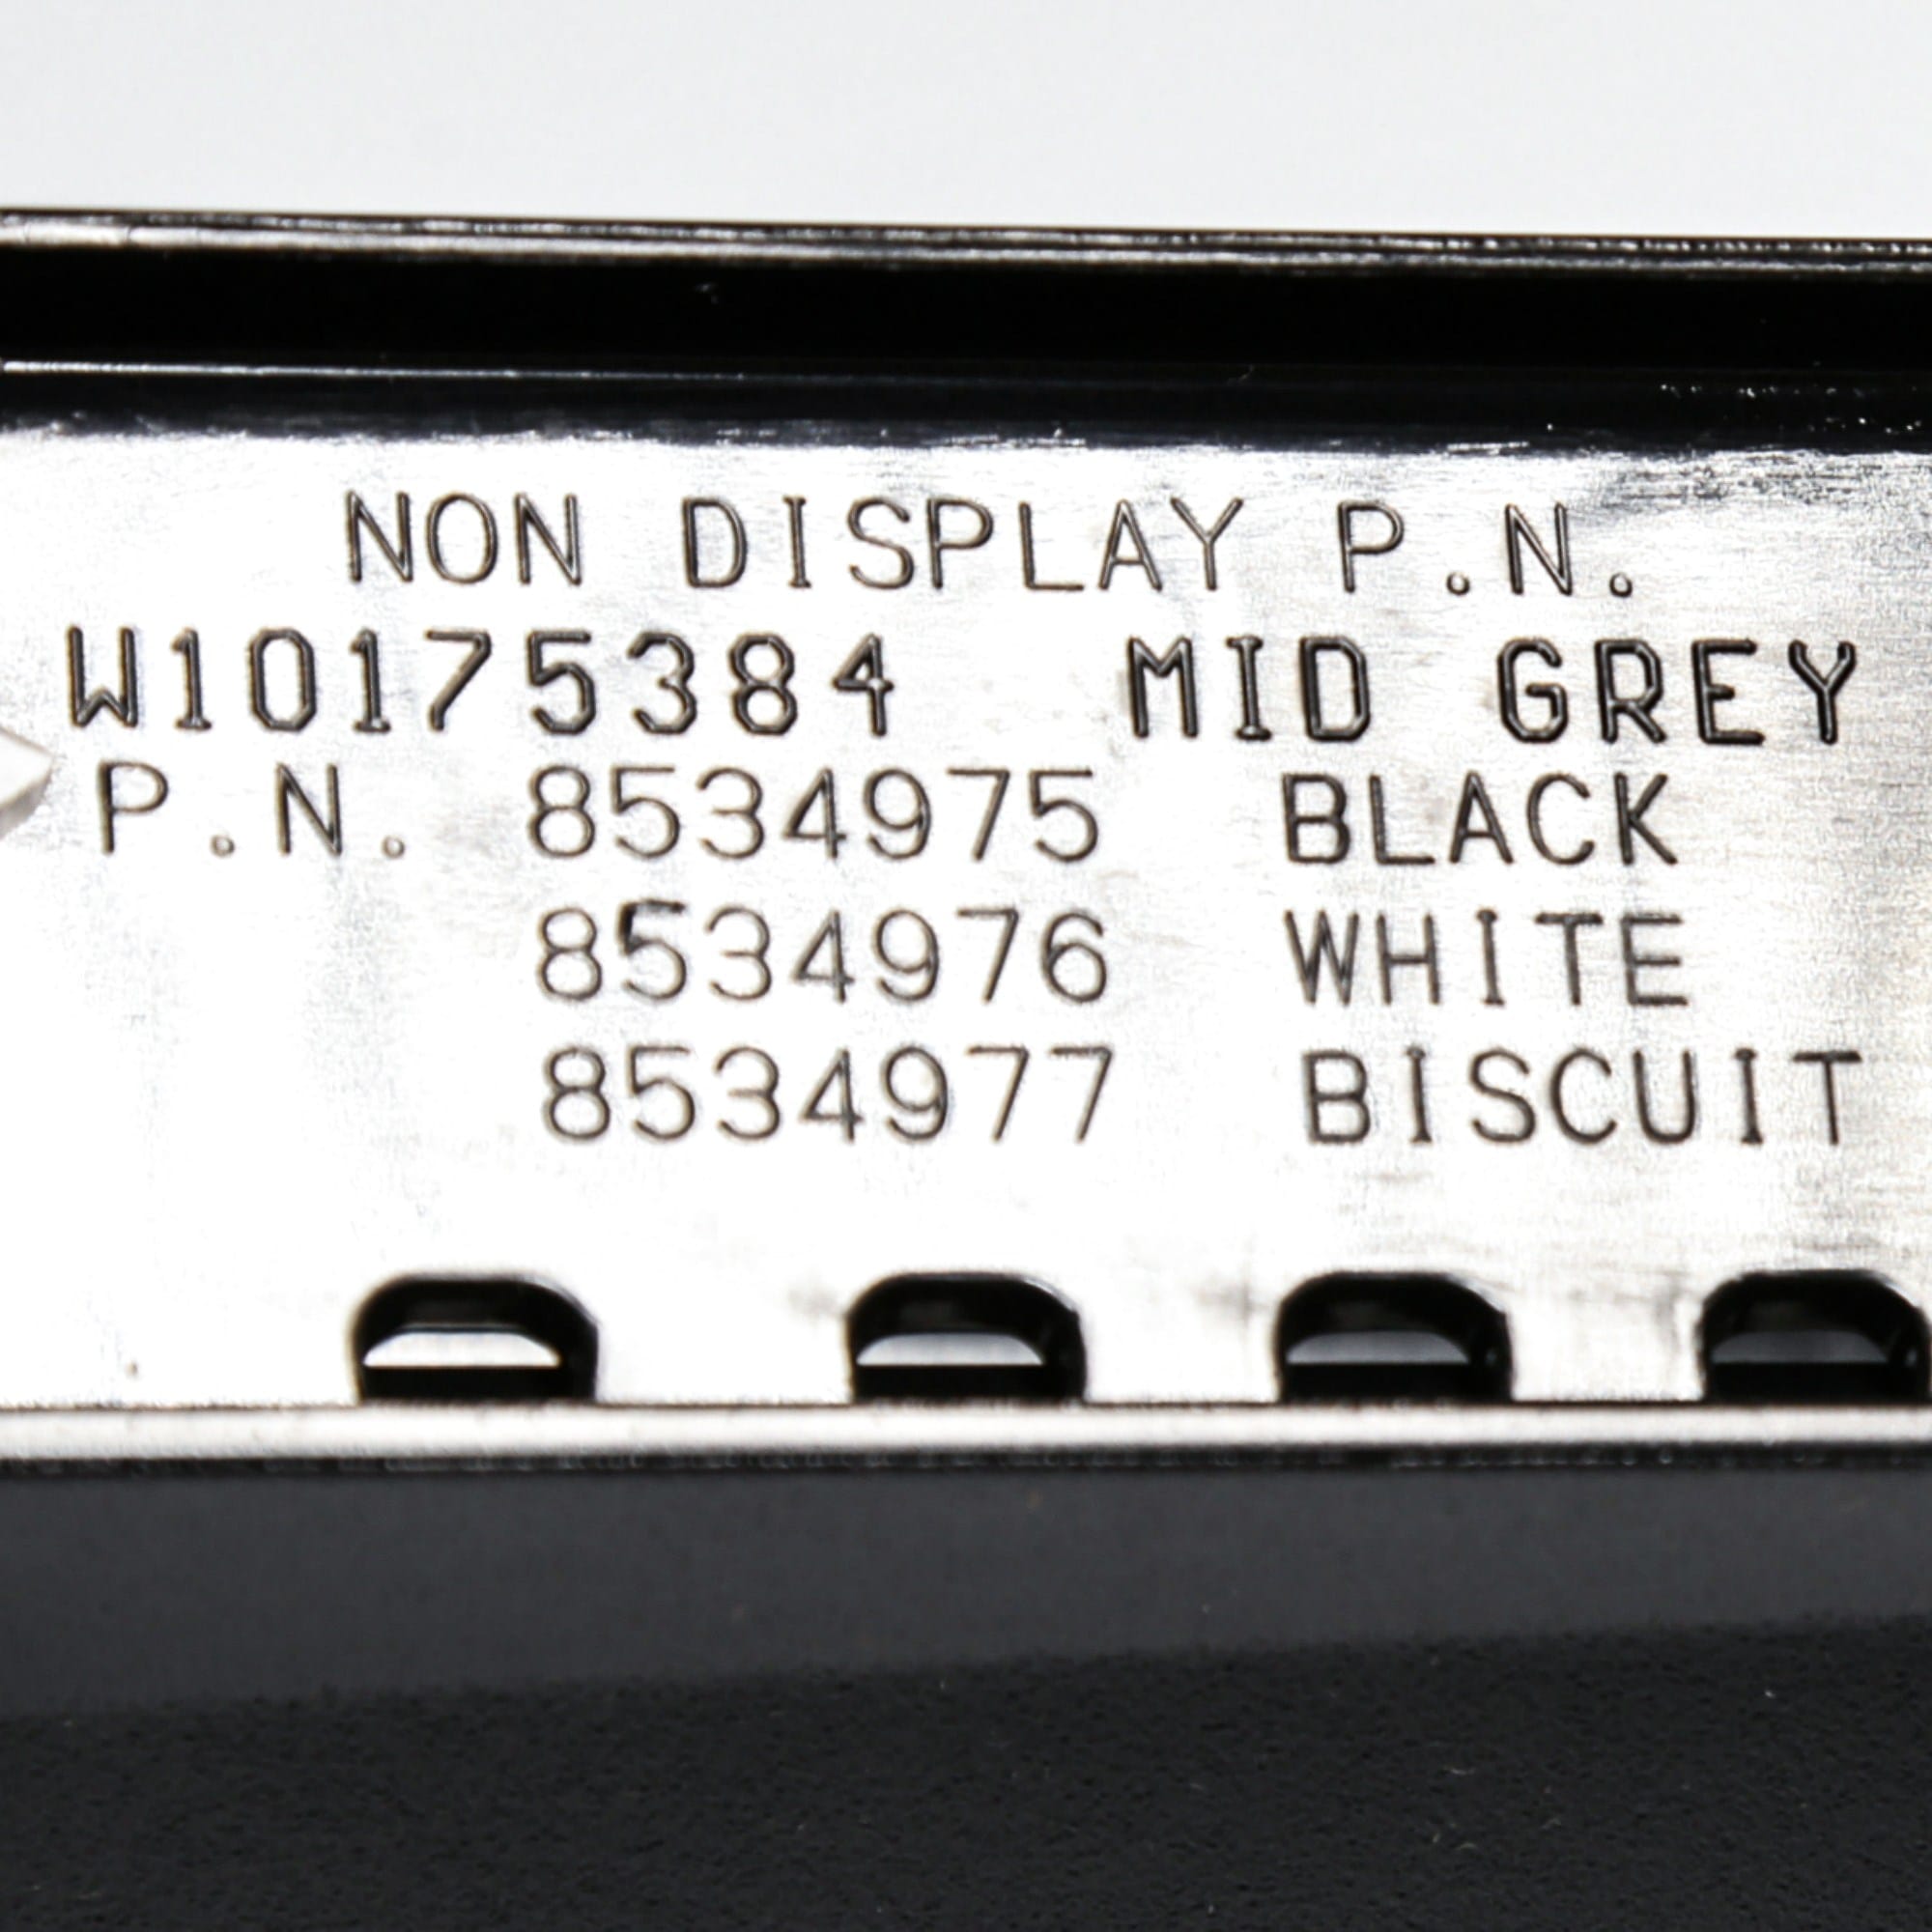 NON DISPLAY P.N.
W10175384 MID GREY
P.N. 8534975 BLACK
8534976 WHITE
8534977 BISCUIT